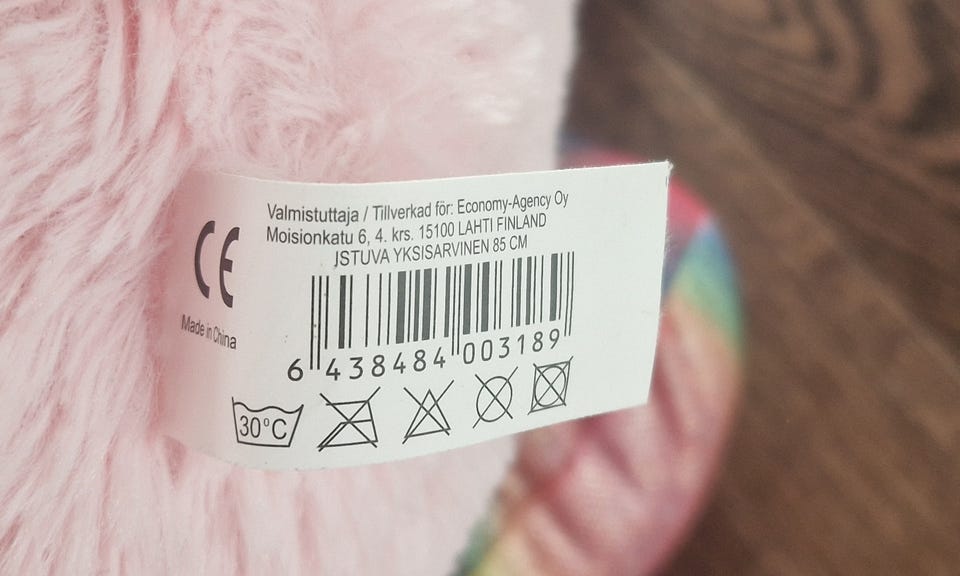 Valmistuttaja / Tillverkad för: Economy-Agency Oy
Moisionkatu 6, 4. krs. 15100 LAHTI FINLAND
ISTUVA YKSISARVINEN 85 CM
CE
Made in China
6 438484 003189
30°C